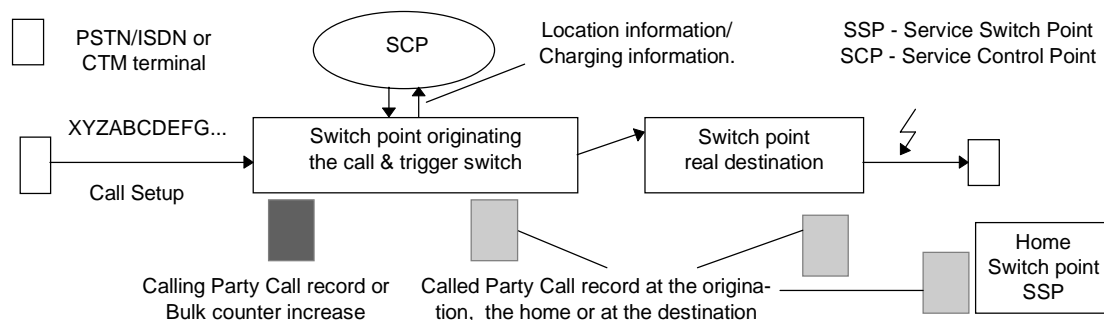 PSTN/ISDN or
CTM terminal
SCP
Location information/
Charging information.
SSP - Service Switch Point
SCP - Service Control Point
XYZABCDEFG...
Call Setup
Switch point originating
the call & trigger switch
Switch point
real destination
Calling Party Call record or
Bulk counter increase
Called Party Call record at the origina-
tion,  the home or at the destination
Home
Switch point
SSP